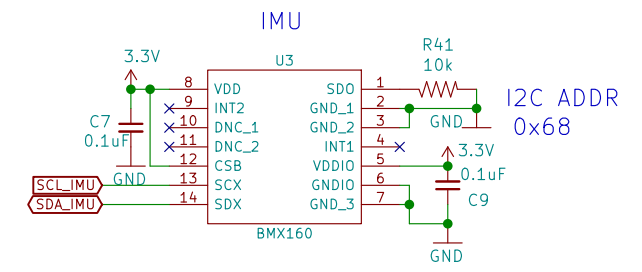 IMU
U3
3.3V
R41
10k
8 VDD SDO 1
9 INT2 GND_1 2
10 DNC_1 GND_2 3
11 DNC_2 INT1 4
12 CSB VDDIO 5
13 SCX GNDIO 6
14 SDX GND_3 7
C7
0.1uF
GND
SCL_IMU
SDA_IMU
BMX160
GND
I2C ADDR
0x68
3.3V
0.1uF
C9
GND